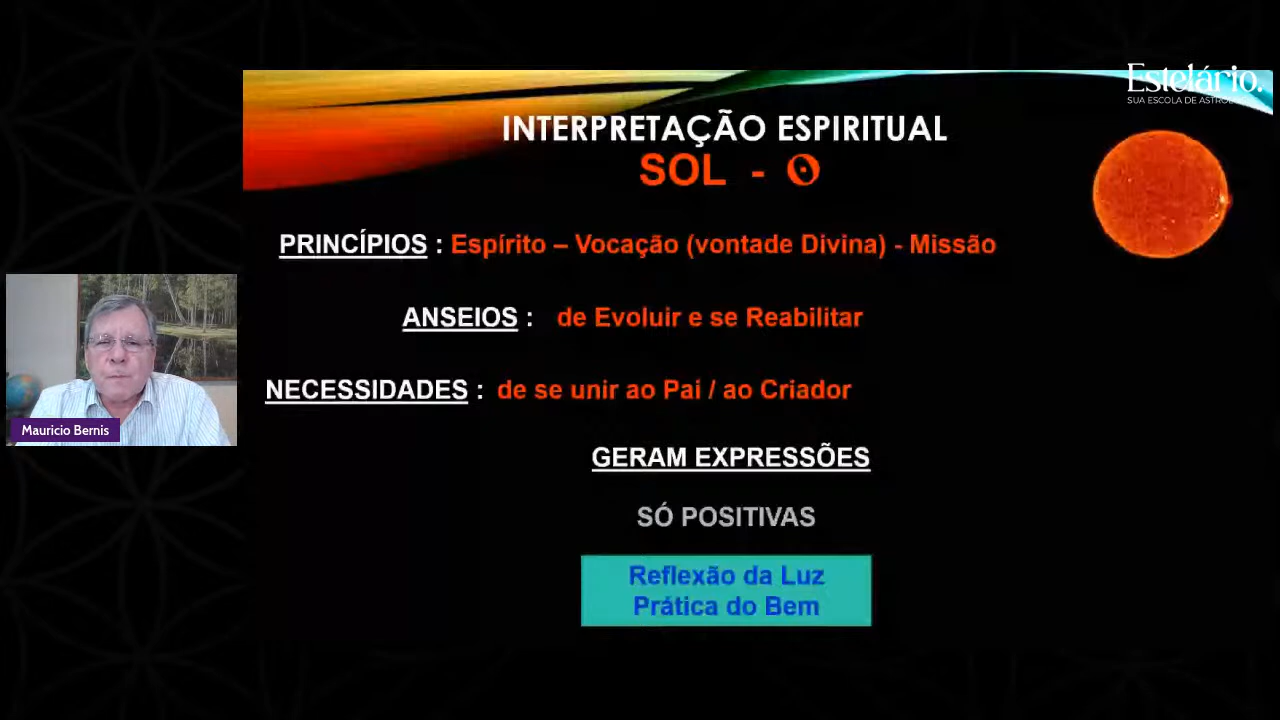 Estelário.
SUA ESCOLA DE ASTROLO
INTERPRETAÇÃO ESPIRITUAL
SOL - ☉
PRINCÍPIOS : Espírito – Vocação (vontade Divina) - Missão
ANSEIOS : de Evoluir e se Reabilitar
NECESSIDADES : de se unir ao Pai / ao Criador
GERAM EXPRESSÕES
SÓ POSITIVAS
Reflexão da Luz
Prática do Bem
Mauricio Bernis